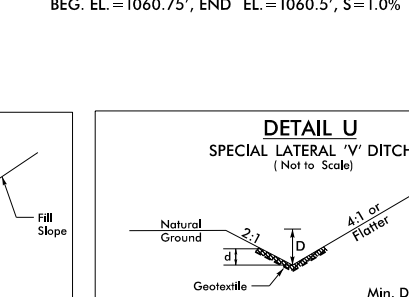 BEG. EL.=1060.75', END EL.=1060.5', S=1.0%
DETAIL U
SPECIAL LATERAL 'V' DITCH
( Not to Scale)
Fill
Slope
Natural
Ground
2:1
D
4:1 or
Flatter
d
Geotextile
Min. D